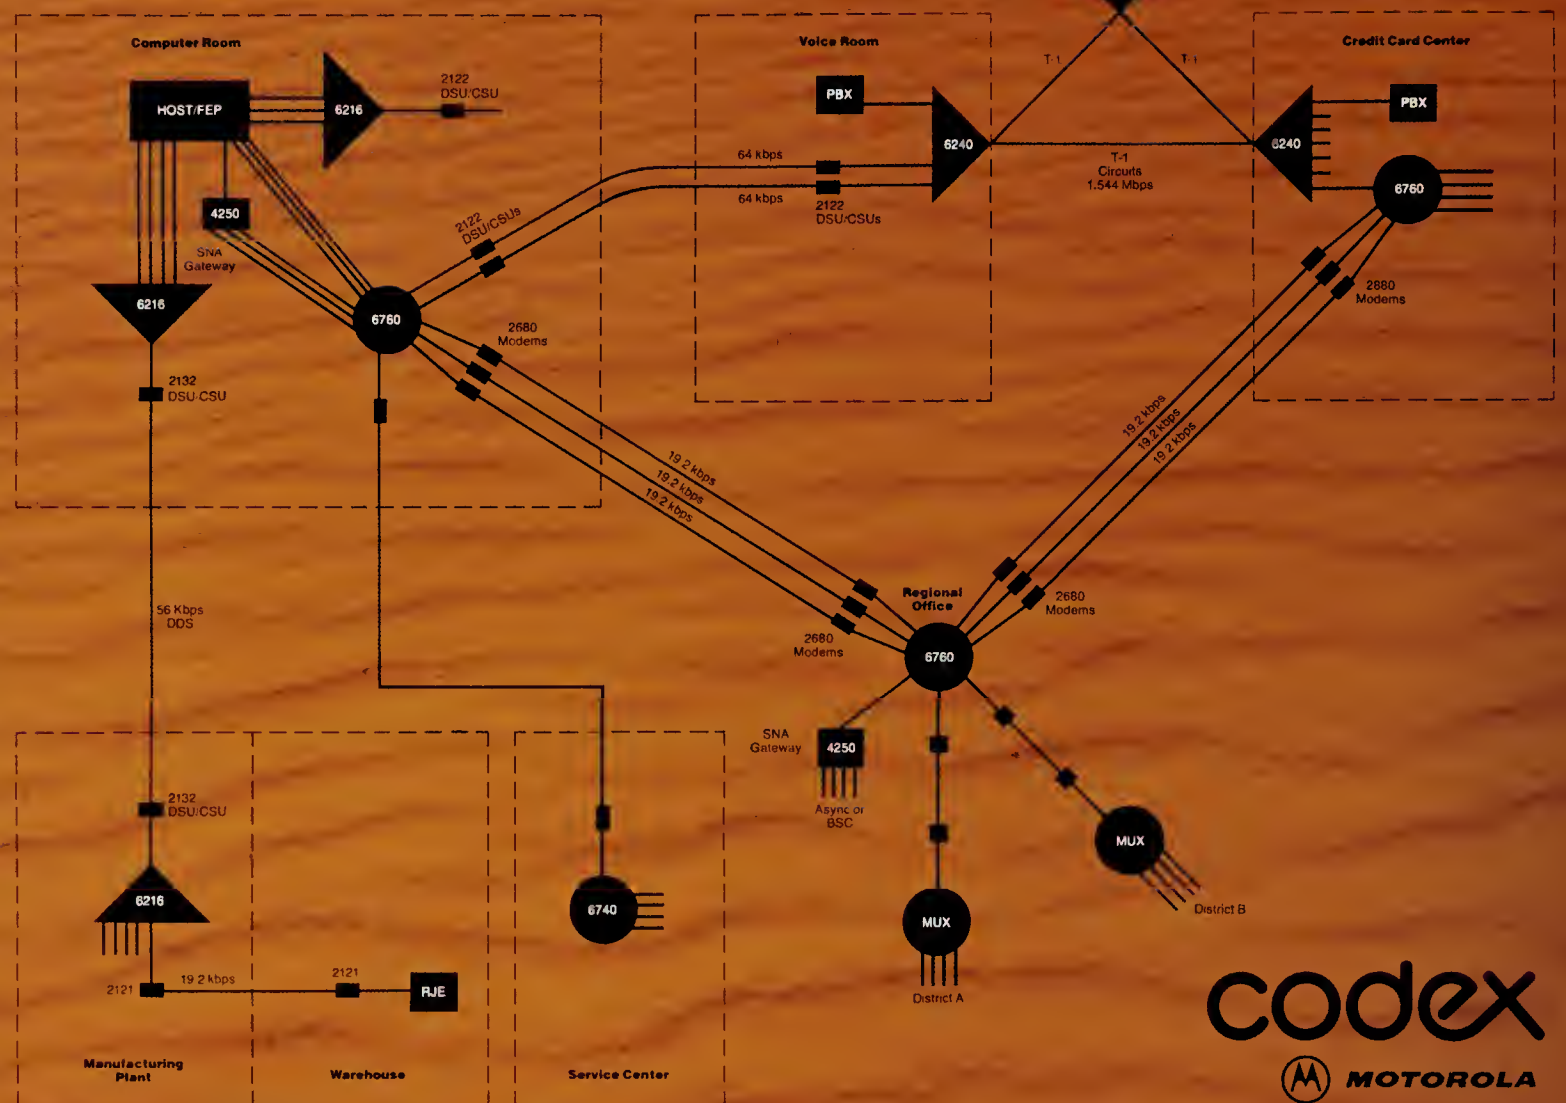 Computer Room
HOST/FEP
6216
2122
DSU/CSU
4250
SNA
Gateway
6216
6760
2122
DSU/CSUs
2680
Modems
2132
DSU/CSU
Voice Room
PBX
6240
64 kbps
64 kbps
2122
DSU/CSUs
T-1
T-1
T-1
Circuits
1.544 Mbps
Credit Card Center
PBX
6240
6760
2880
Modems
19.2 kbps
19.2 kbps
19.2 kbps
19.2 kbps
19.2 kbps
19.2 kbps
56 Kbps
DDS
Regional
Office
2680
Modems
2680
Modems
6760
SNA
Gateway
4250
Async or
BSC
MUX
District A
MUX
District B
2132
DSU/CSU
6216
2121
19.2 kbps
2121
RJE
6740
Manufacturing
Plant
Warehouse
Service Center
codex
M MOTOROLA